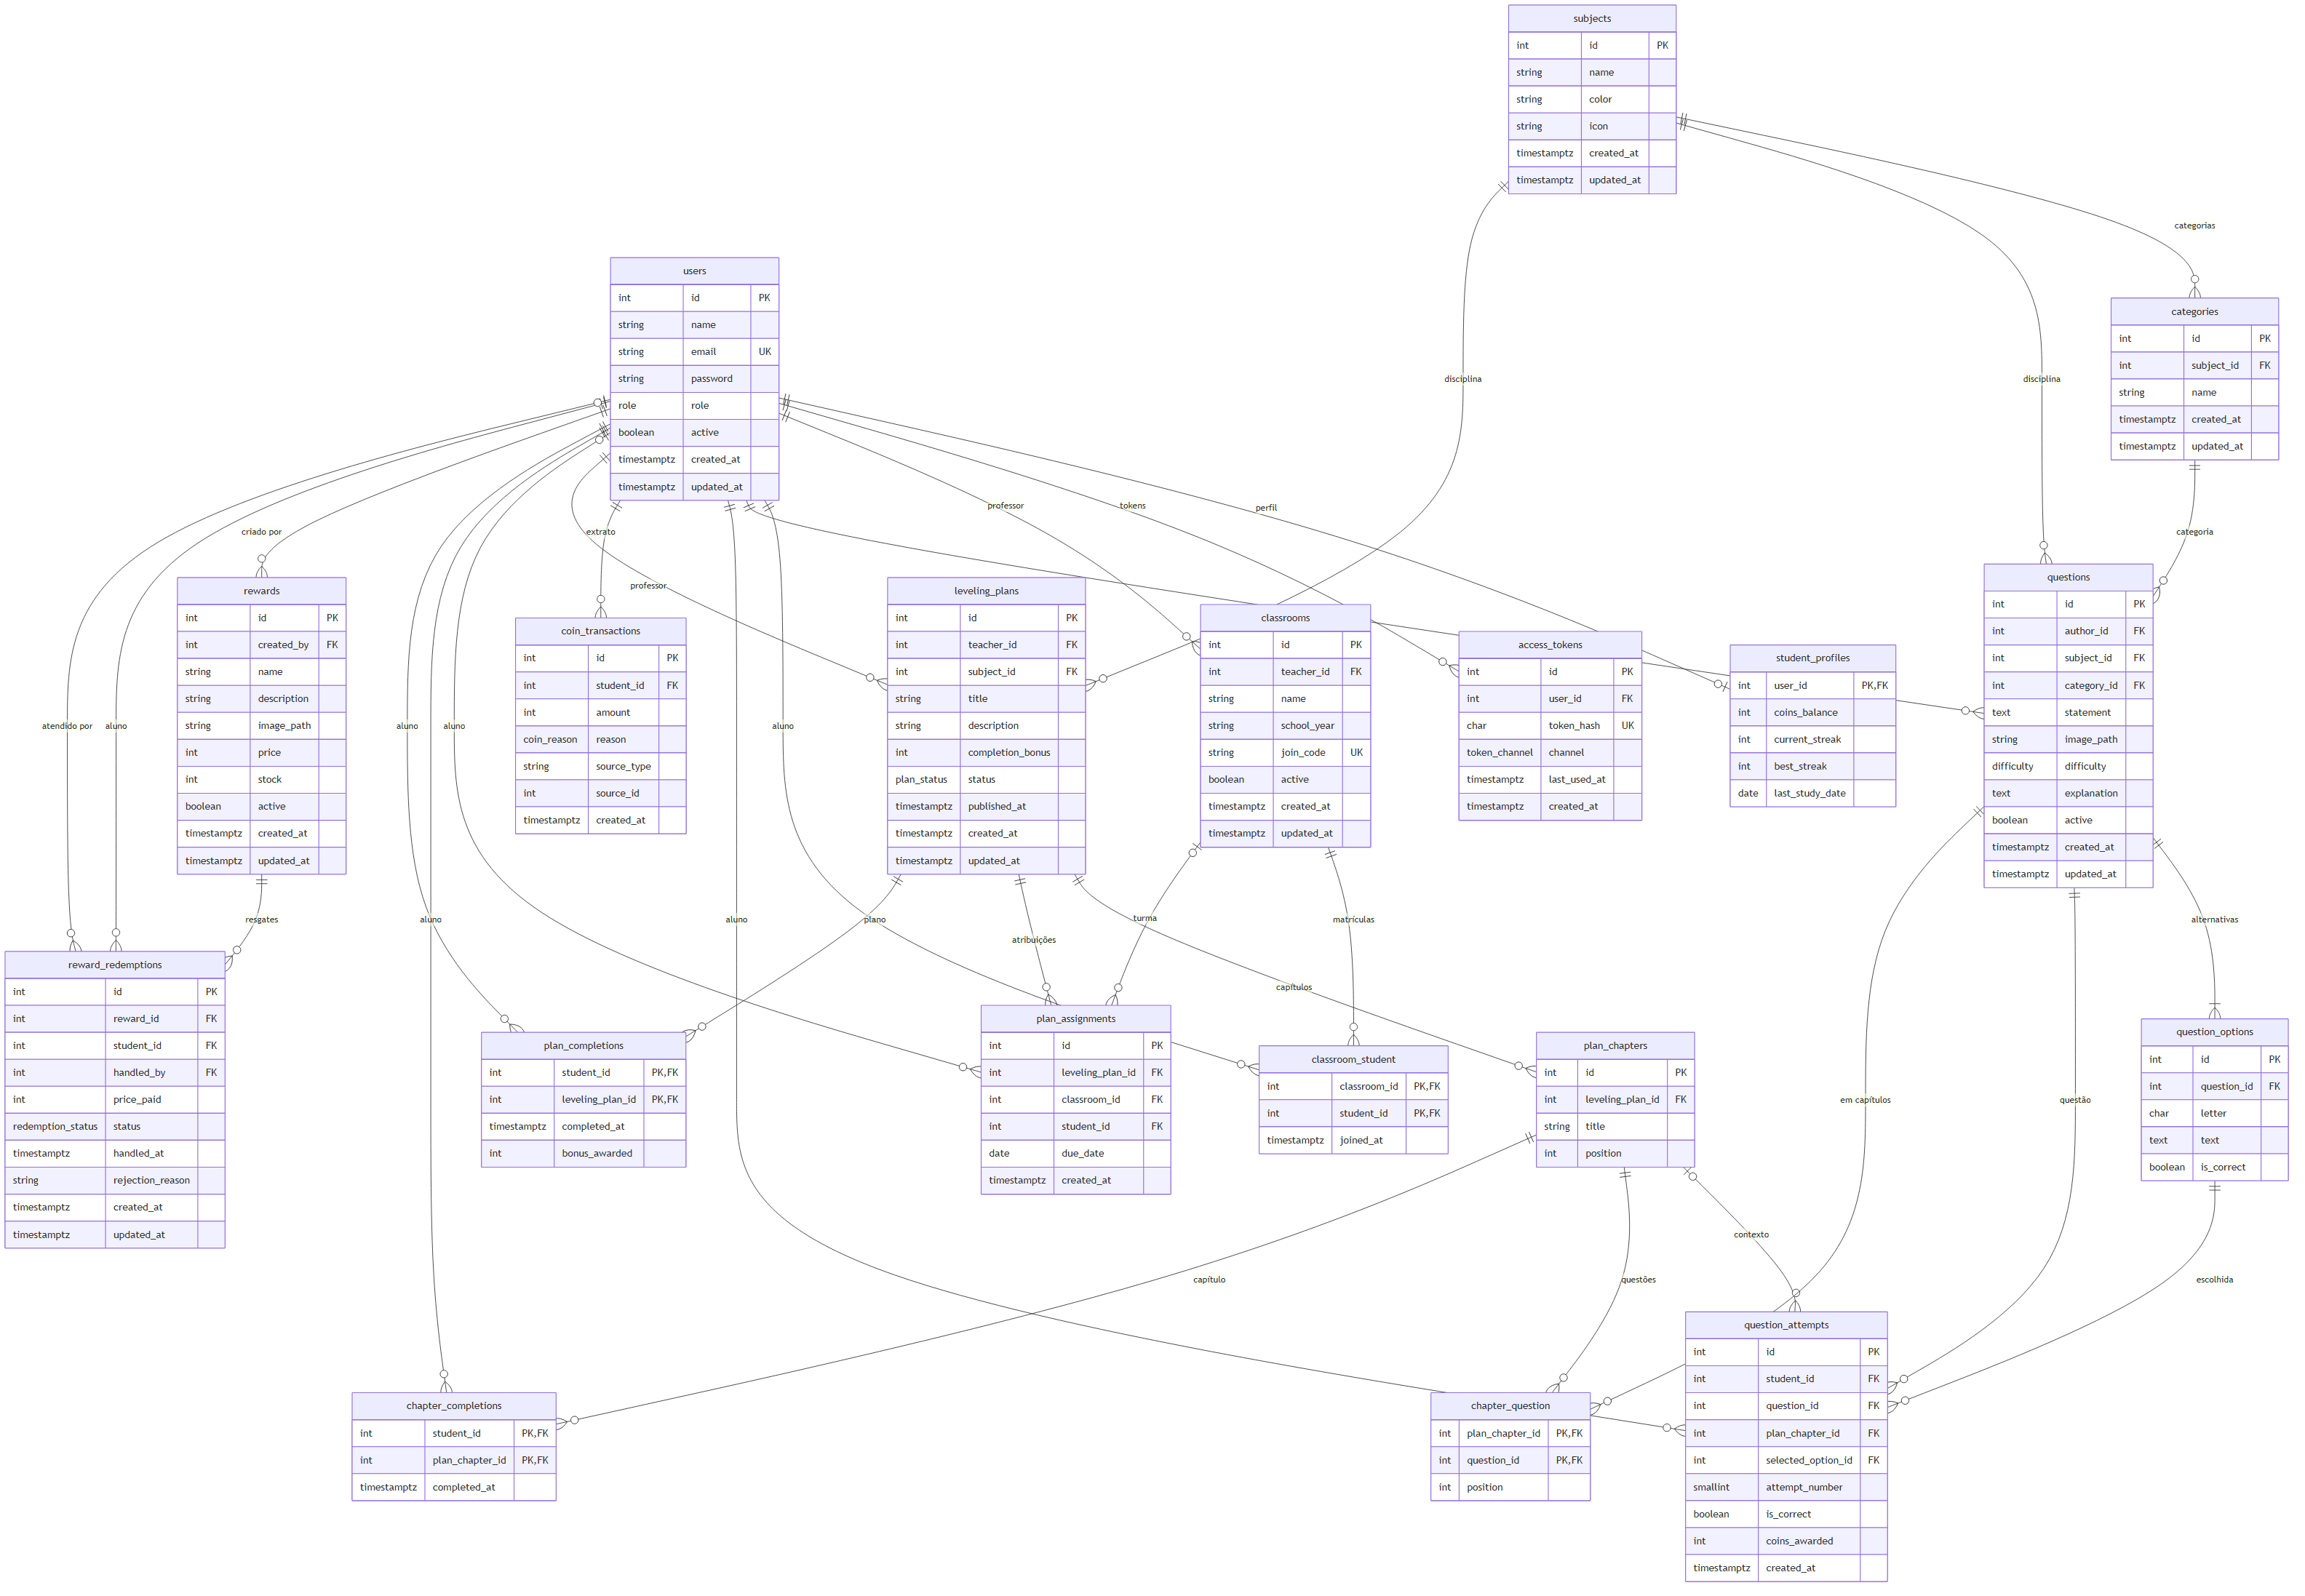 subjects
int id PK
string name
string color
string icon
timestamptz created_at
timestamptz updated_at
categorias
users
int id PK
string name
string email UK
string password
role role
boolean active
timestamptz created_at
timestamptz updated_at
categories
int id PK
int subject_id FK
string name
timestamptz created_at
timestamptz updated_at
disciplina
disciplina
criado por
extrato
professor
professor
tokens
perfil
categoria
rewards
int id PK
int created_by FK
string name
string description
string image_path
int price
int stock
boolean active
timestamptz created_at
timestamptz updated_at
coin_transactions
int id PK
int student_id FK
int amount
coin_reason reason
string source_type
int source_id
timestamptz created_at
leveling_plans
int id PK
int teacher_id FK
int subject_id FK
string title
string description
int completion_bonus
plan_status status
timestamptz published_at
timestamptz created_at
timestamptz updated_at
classrooms
int id PK
int teacher_id FK
string name
string school_year
string join_code UK
boolean active
timestamptz created_at
timestamptz updated_at
access_tokens
int id PK
int user_id FK
char token_hash UK
token_channel channel
timestamptz last_used_at
timestamptz created_at
student_profiles
int user_id PK,FK
int coins_balance
int current_streak
int best_streak
date last_study_date
questions
int id PK
int author_id FK
int subject_id FK
int category_id FK
text statement
string image_path
difficulty difficulty
text explanation
boolean active
timestamptz created_at
timestamptz updated_at
atendido por
aluno
aluno
aluno
aluno
resgates
aluno
aluno
plano
atribuições
turma
matrículas
capítulos
alternativas
reward_redemptions
int id PK
int reward_id FK
int student_id FK
int handled_by FK
int price_paid
redemption_status status
timestamptz handled_at
string rejection_reason
timestamptz created_at
timestamptz updated_at
plan_completions
int student_id PK,FK
int leveling_plan_id PK,FK
timestamptz completed_at
int bonus_awarded
plan_assignments
int id PK
int leveling_plan_id FK
int classroom_id FK
int student_id FK
date due_date
timestamptz created_at
classroom_student
int classroom_id PK,FK
int student_id PK,FK
timestamptz joined_at
plan_chapters
int id PK
int leveling_plan_id FK
string title
int position
question_options
int id PK
int question_id FK
char letter
text text
boolean is_correct
em capítulos
questão
contexto
capítulo
questões
escolhida
chapter_completions
int student_id PK,FK
int plan_chapter_id PK,FK
timestamptz completed_at
chapter_question
int plan_chapter_id PK,FK
int question_id PK,FK
int position
question_attempts
int id PK
int student_id FK
int question_id FK
int plan_chapter_id FK
int selected_option_id FK
smallint attempt_number
boolean is_correct
int coins_awarded
timestamptz created_at